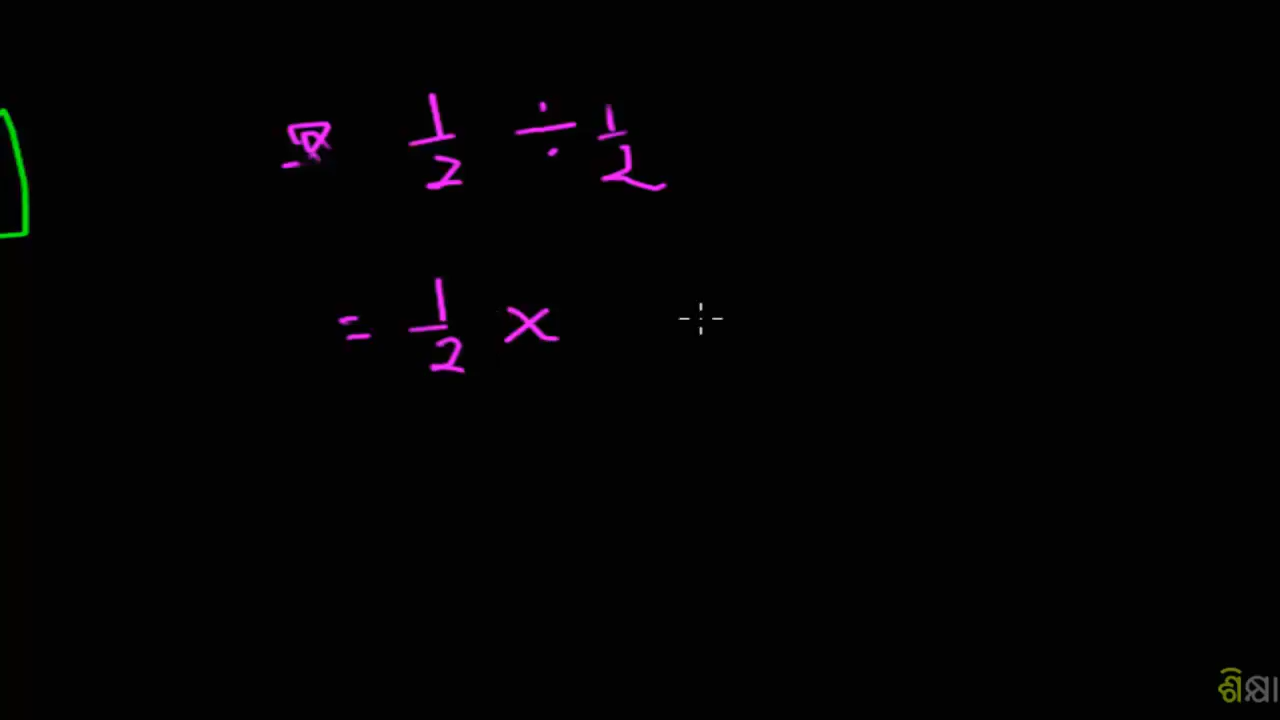 1/2 ÷ 1/2
= 1/2 ×
ଶିକ୍ଷା